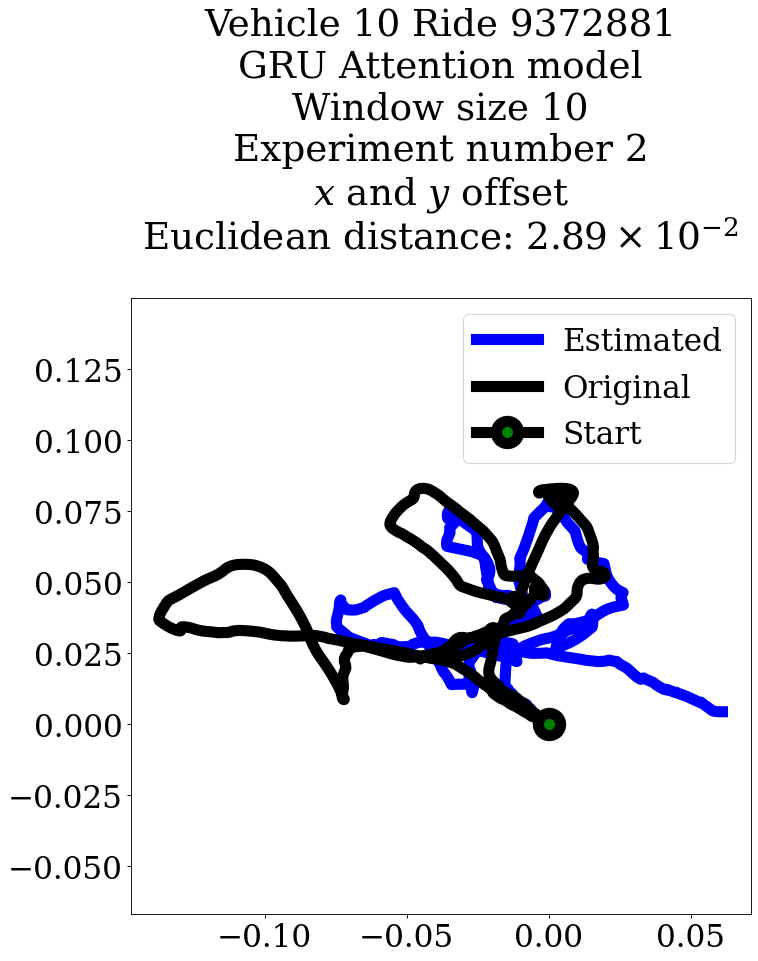 Vehicle 10 Ride 9372881
GRU Attention model
Window size 10
Experiment number 2
x and y offset
Euclidean distance: 2.89 × 10⁻²
Estimated
Original
Start
0.125
0.100
0.075
0.050
0.025
0.000
−0.025
−0.050
−0.10 −0.05 0.00 0.05